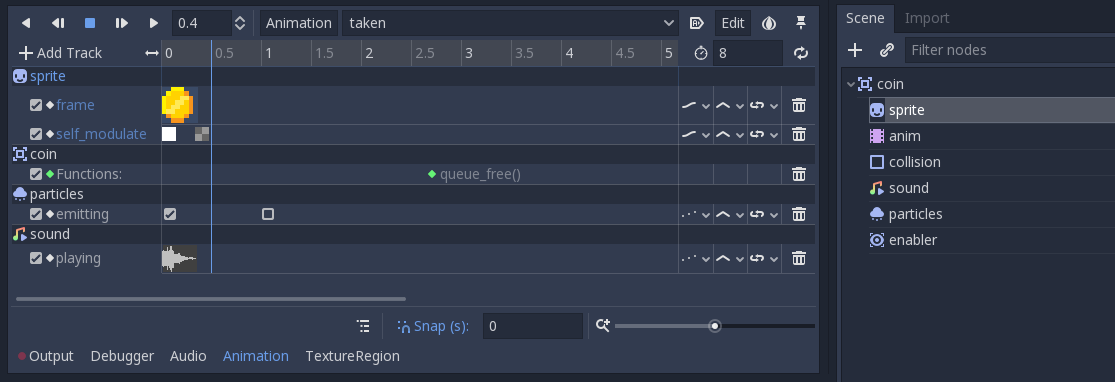 0.4 Animation taken Edit
Add Track 0 0.5 1 1.5 2 2.5 3 3.5 4 4.5 5 8
sprite
frame
self_modulate
coin
Functions: queue_free()
particles
emitting
sound
playing
Snap (s): 0
Output Debugger Audio Animation TextureRegion
Scene Import
Filter nodes
coin
sprite
anim
collision
sound
particles
enabler